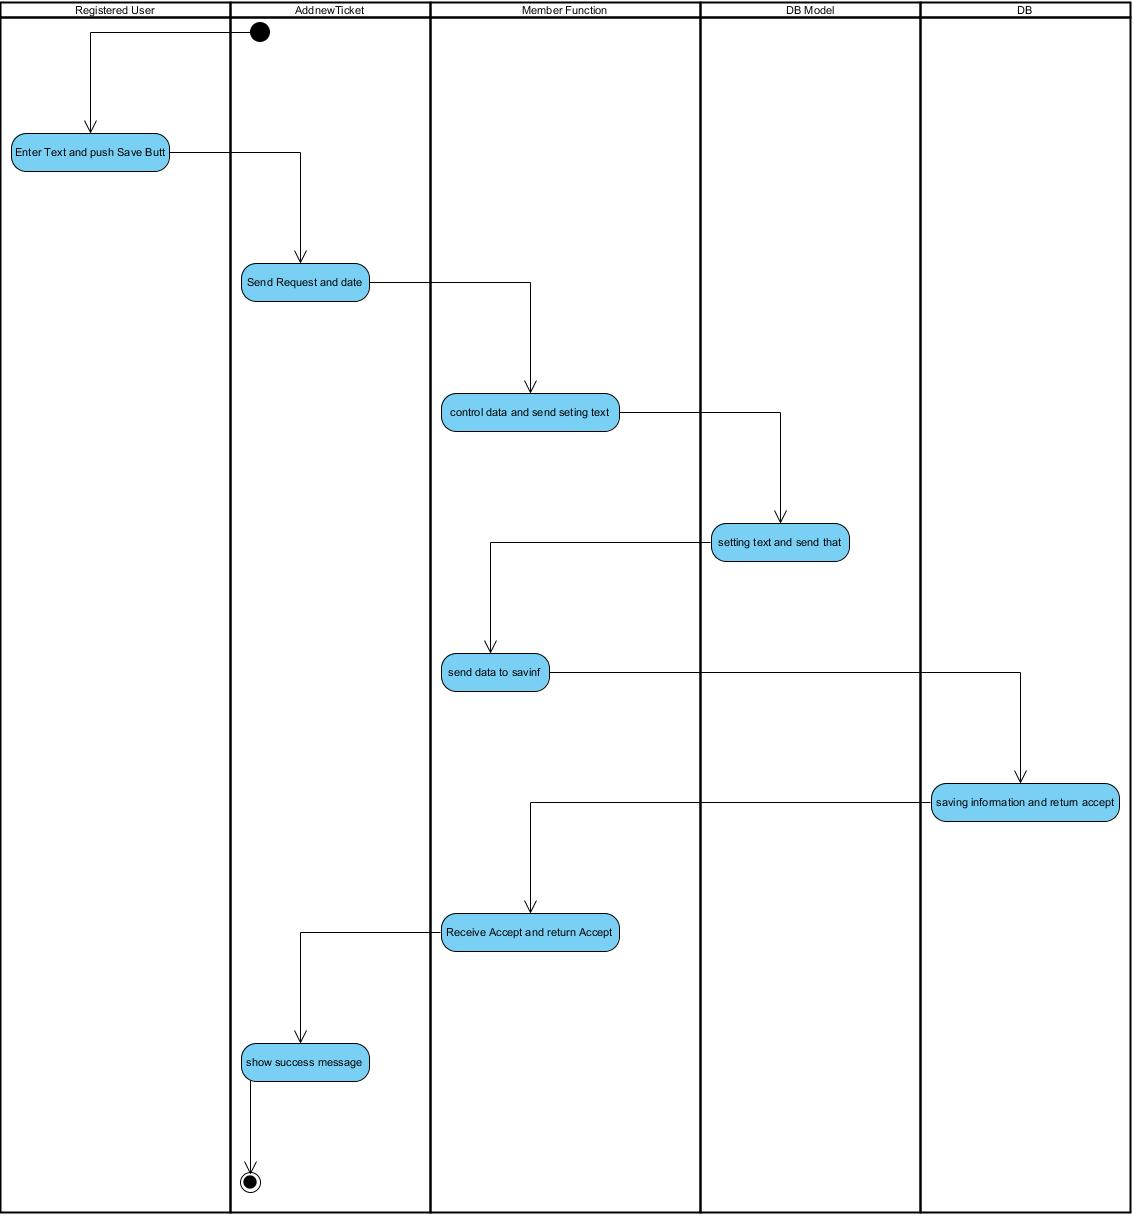 Registered User
AddnewTicket
Member Function
DB Model
DB
Enter Text and push Save Butt
Send Request and date
control data and send seting text
setting text and send that
send data to savinf
saving information and return accept
Receive Accept and return Accept
show success message